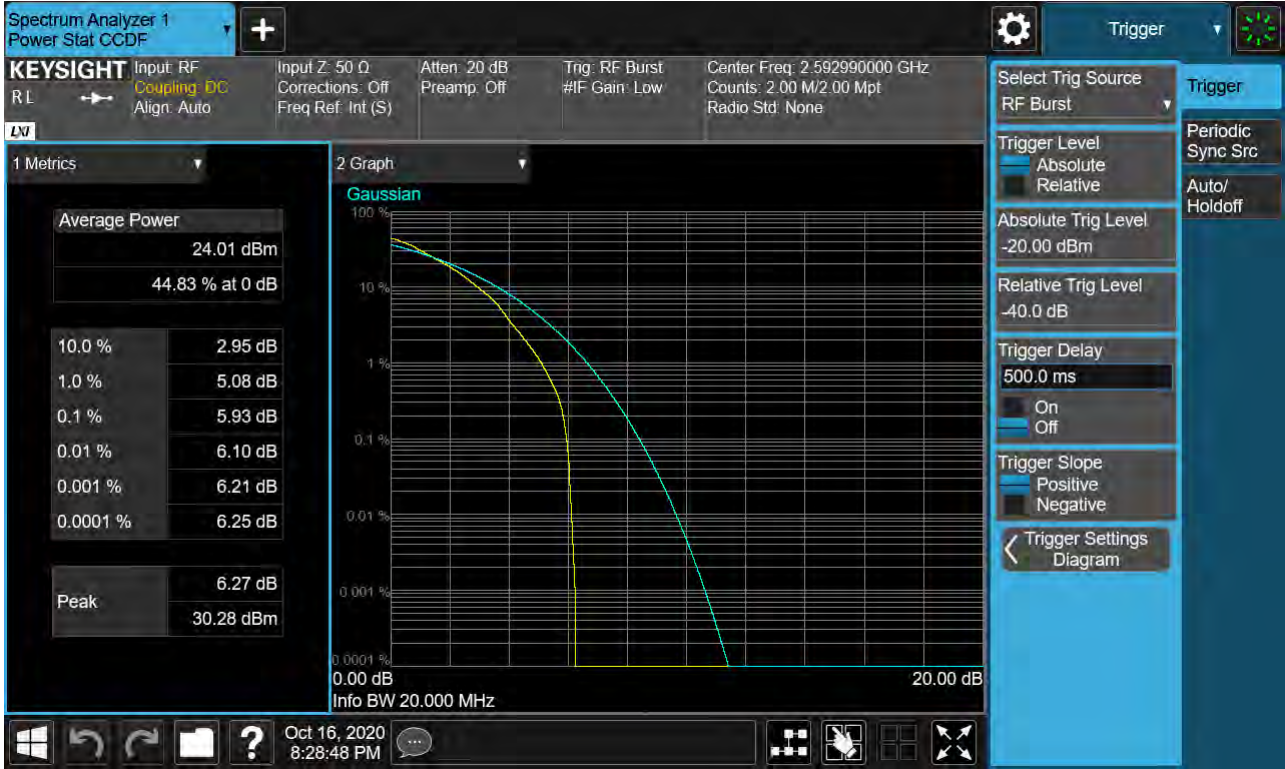 Spectrum Analyzer 1
Power Stat CCDF
+
Trigger
KEYSIGHT
RL
LXI
Input: RF
Coupling: DC
Align: Auto
Input Z: 50 Ω
Corrections: Off
Freq Ref: Int (S)
Atten: 20 dB
Preamp: Off
Trig: RF Burst
#IF Gain: Low
Center Freq: 2.592990000 GHz
Counts: 2.00 M/2.00 Mpt
Radio Std: None
1 Metrics
Average Power
24.01 dBm
44.83 % at 0 dB
10.0 % 2.95 dB
1.0 % 5.08 dB
0.1 % 5.93 dB
0.01 % 6.10 dB
0.001 % 6.21 dB
0.0001 % 6.25 dB
Peak
6.27 dB
30.28 dBm
2 Graph
Gaussian
100 %
10 %
1 %
0.1 %
0.01 %
0.001 %
0.0001 %
0.00 dB 20.00 dB
Info BW 20.000 MHz
Select Trig Source
RF Burst
Trigger Level
Absolute
Relative
Absolute Trig Level
-20.00 dBm
Relative Trig Level
-40.0 dB
Trigger Delay
500.0 ms
On
Off
Trigger Slope
Positive
Negative
Trigger Settings
Diagram
Trigger
Periodic
Sync Src
Auto/
Holdoff
?
Oct 16, 2020
8:28:48 PM